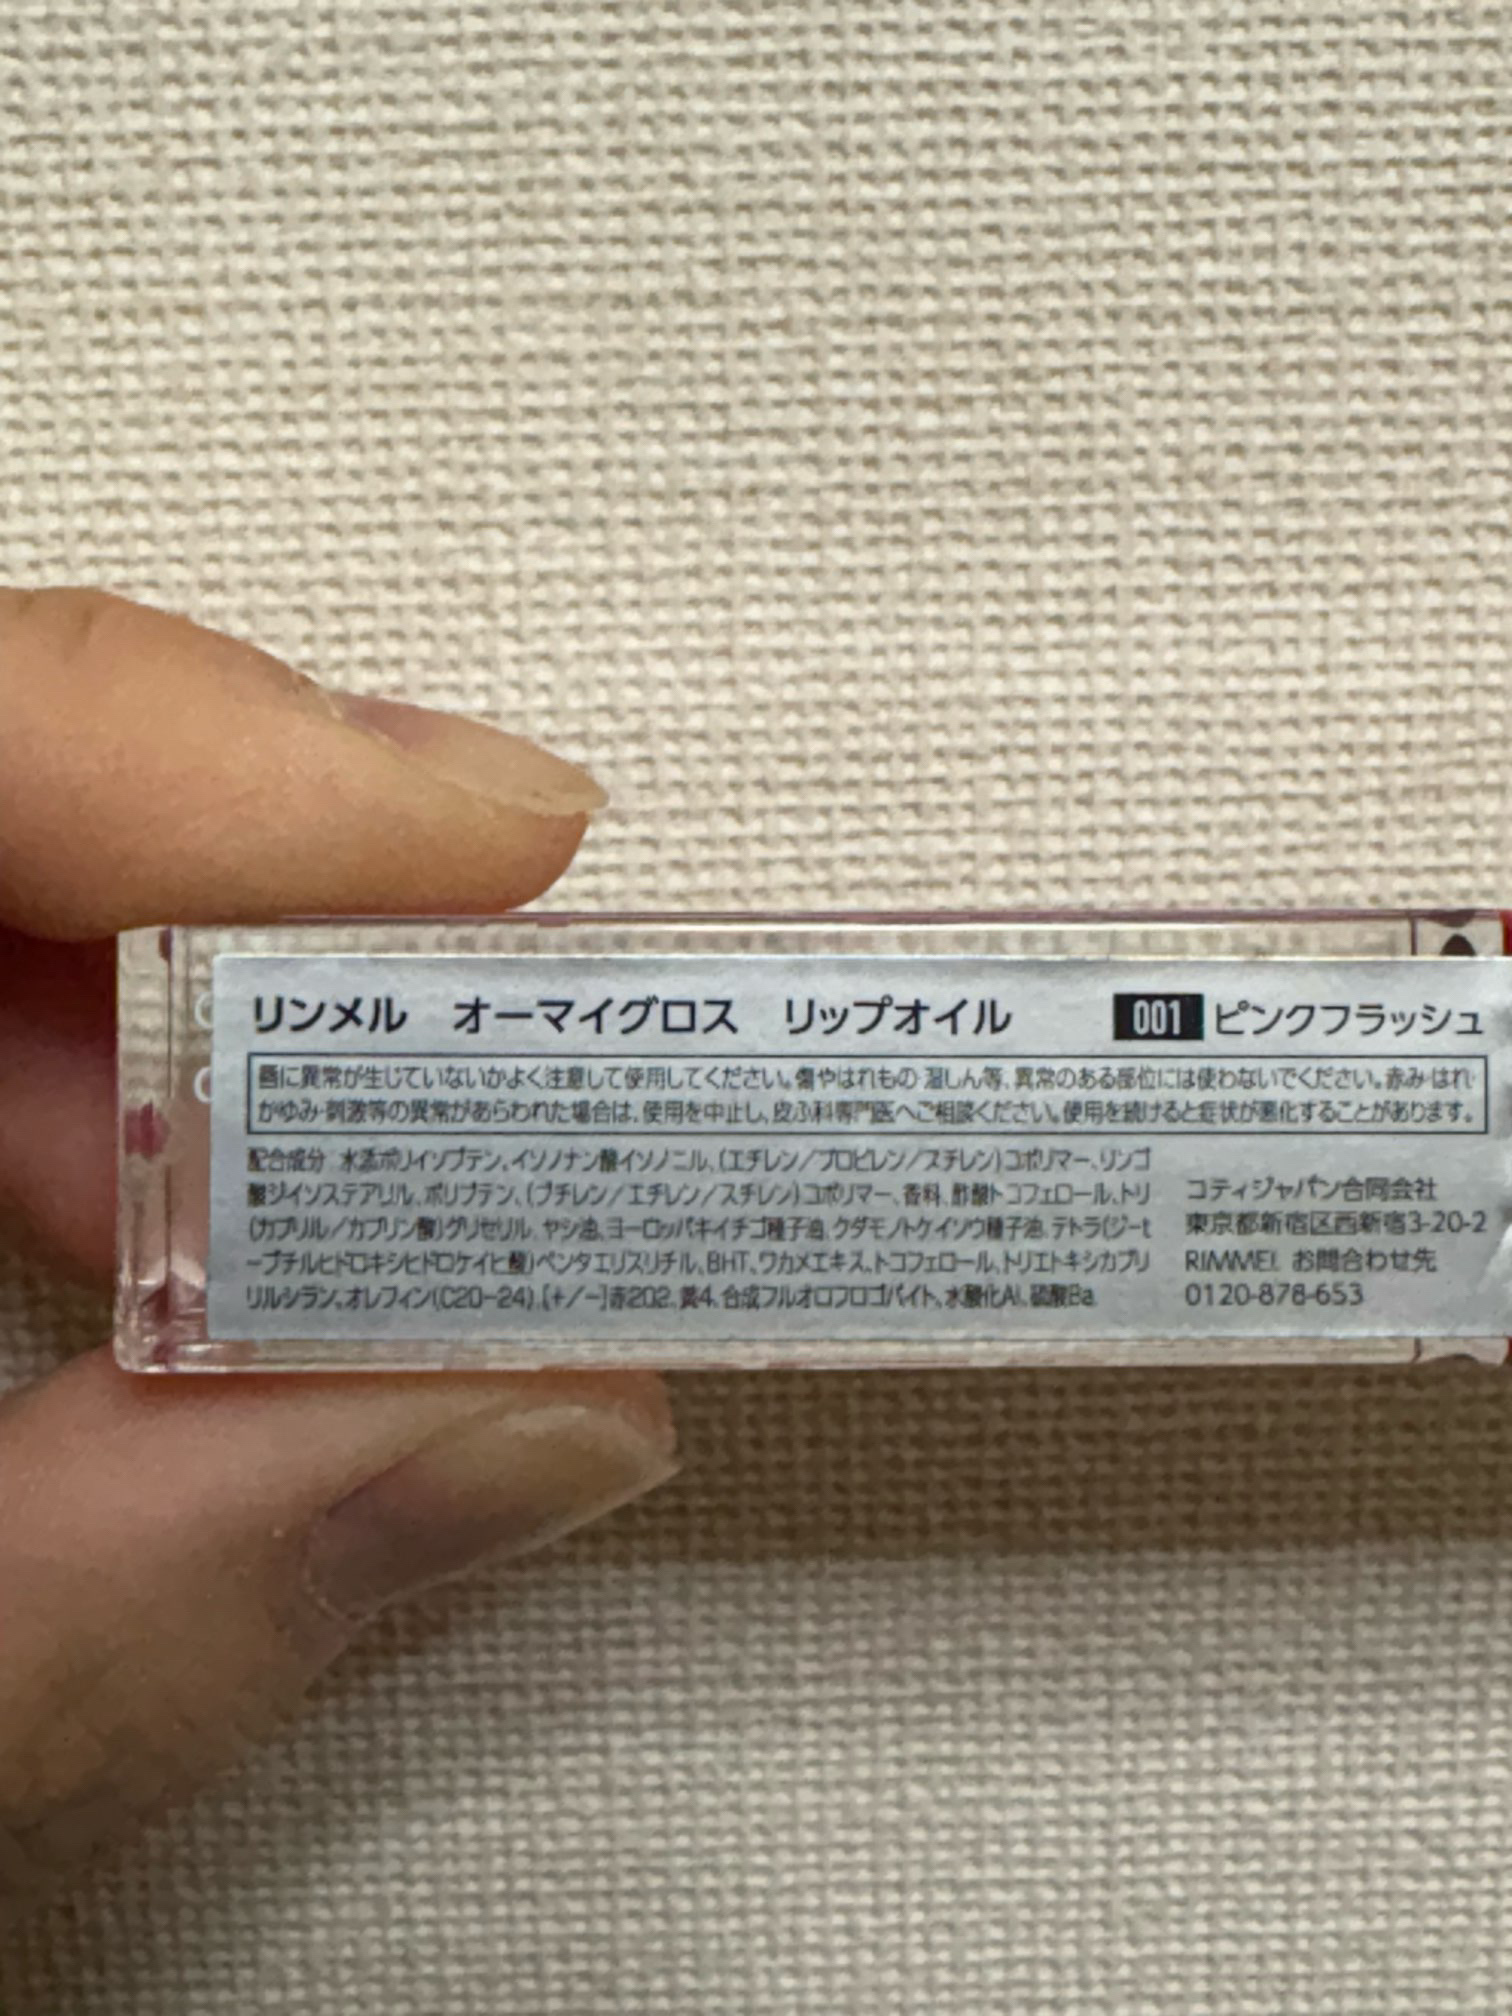 リンメル オーマイグロス リップオイル 001 ピンクフラッシュ
唇に異常が生じていないかよく注意して使用してください。傷やはれもの・湿しん等、異常のある部位には使わないでください。赤み・はれ・
かゆみ・刺激等の異常があらわれた場合は、使用を中止し、皮ふ科専門医へご相談ください。使用を続けると症状が悪化することがあります。
配合成分:水添ポリイソブテン、イソノナン酸イソノニル、(エチレン/プロピレン/スチレン)コポリマー、リンゴ
酸ジイソステアリル、ポリブテン、(ブチレン/エチレン/スチレン)コポリマー、香料、酢酸トコフェロール、トリ
(カプリル/カプリン酸)グリセリル、ヤシ油、ヨーロッパキイチゴ種子油、クダモノトケイソウ種子油、テトラ(ジーt
ーブチルヒドロキシヒドロケイヒ酸)ペンタエリスリチル、BHT、ワカメエキス、トコフェロール、トリエトキシカプリ
リルシラン、オレフィン(C20-24)、[+/-]赤202、黄4、合成フルオロフロゴパイト、水酸化Al、硫酸Ba
コティジャパン合同会社
東京都新宿区西新宿3-20-2
RIMMEL お問合わせ先
0120-878-653